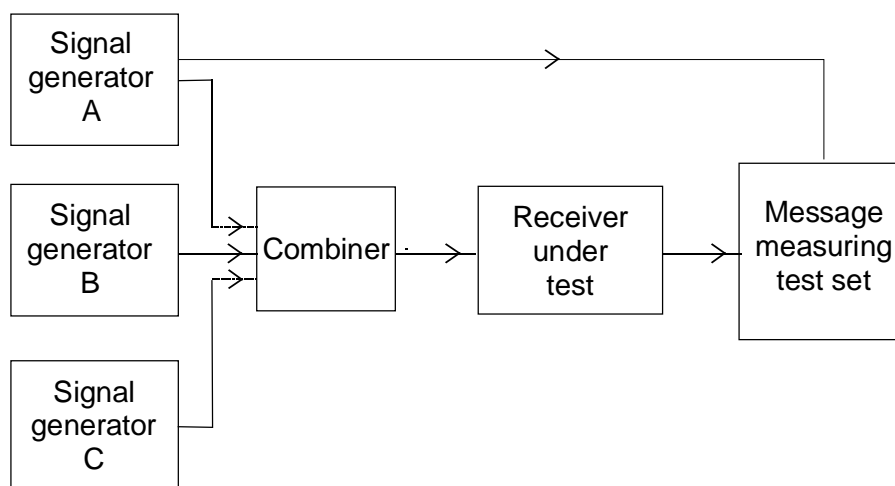 Signal
generator
A
Signal
generator
B
Signal
generator
C
Combiner
Receiver
under
test
Message
measuring
test set